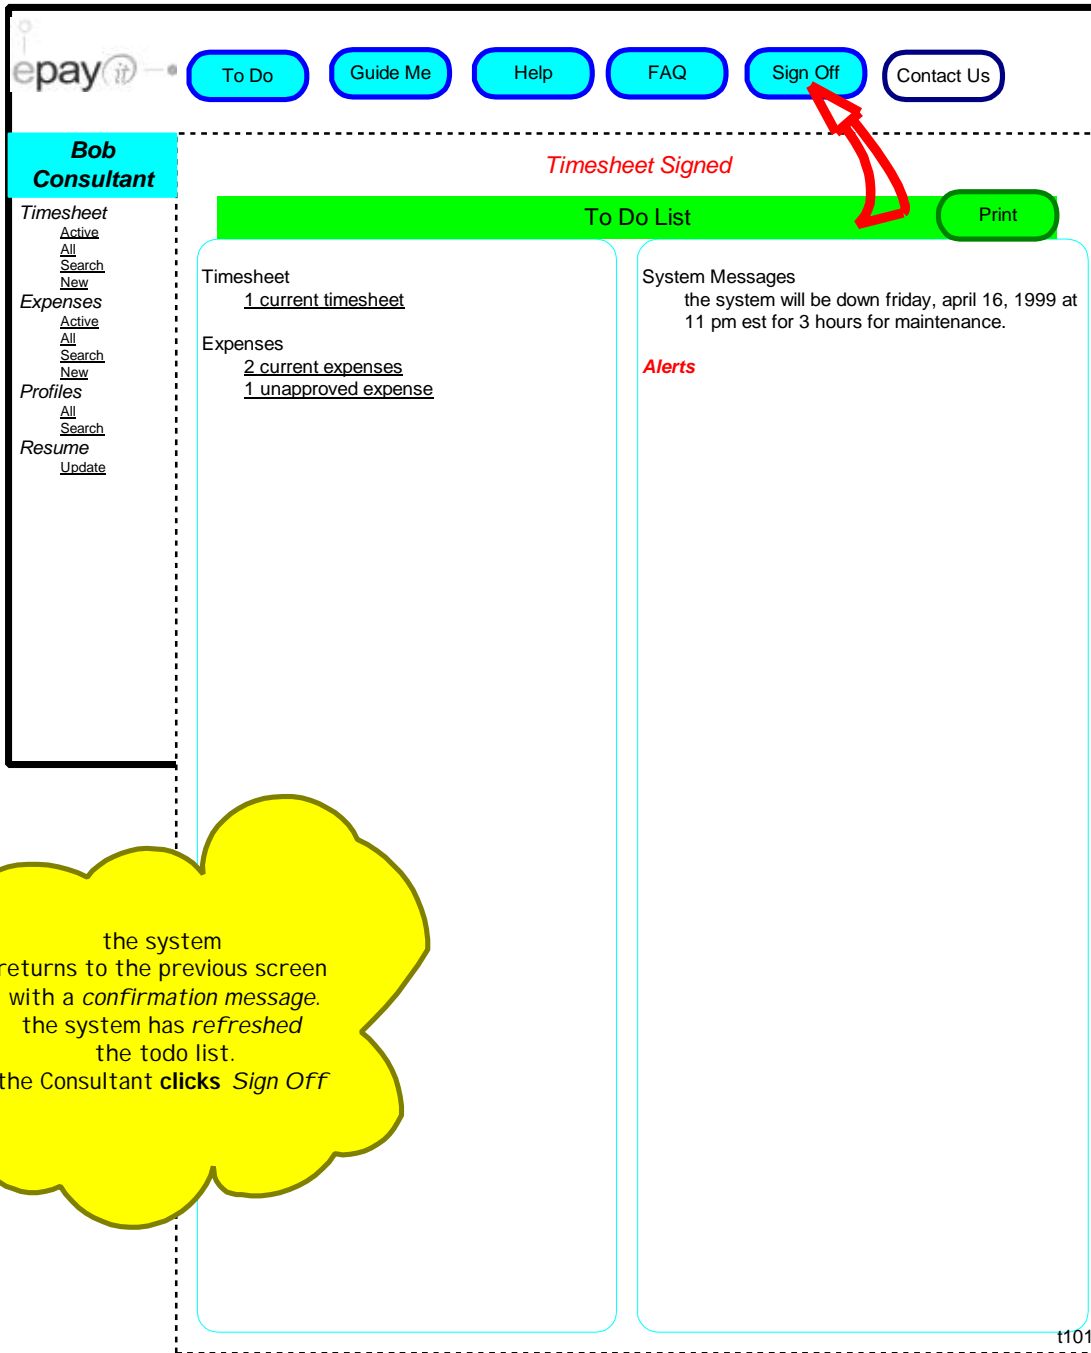 epay it
To Do
Guide Me
Help
FAQ
Sign Off
Contact Us
Bob
Consultant
Timesheet
Active
All
Search
New
Expenses
Active
All
Search
New
Profiles
All
Search
Resume
Update
Timesheet Signed
To Do List
Print
Timesheet
1 current timesheet
Expenses
2 current expenses
1 unapproved expense
System Messages
the system will be down friday, april 16, 1999 at
11 pm est for 3 hours for maintenance.
Alerts
the system
returns to the previous screen
with a confirmation message.
the system has refreshed
the todo list.
the Consultant clicks Sign Off
t101